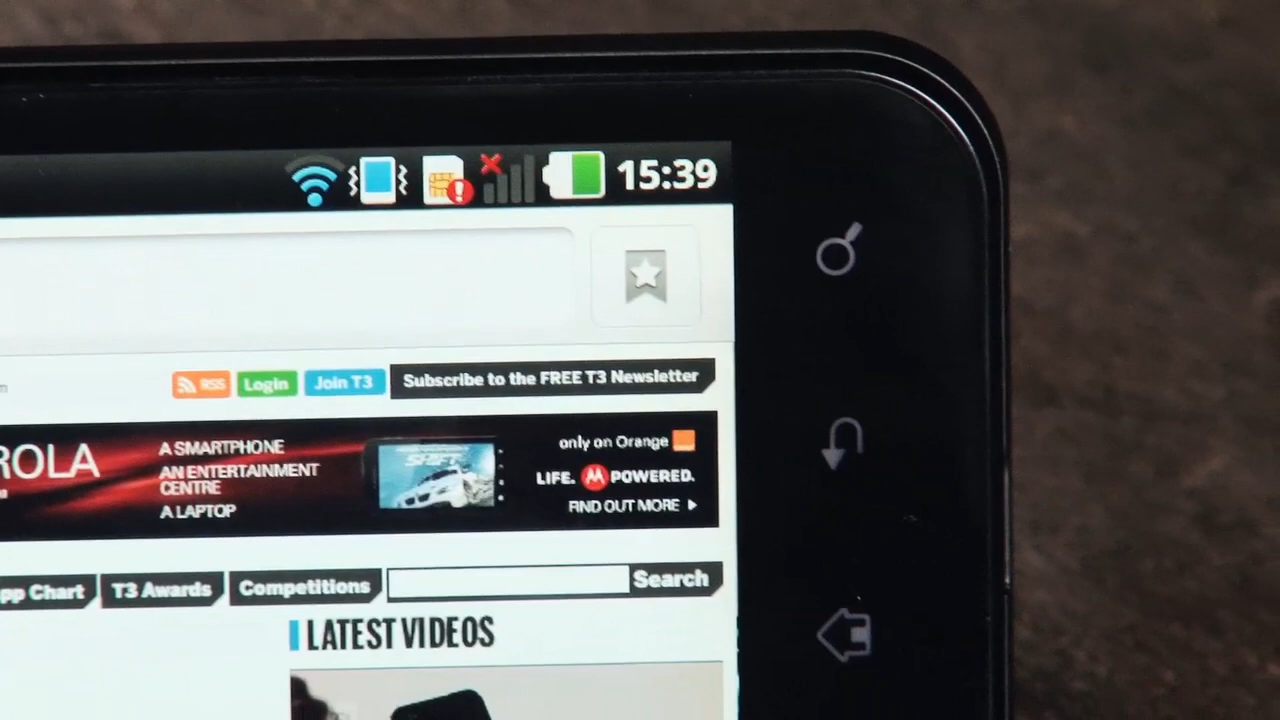 15:39
RSS Login Join T3 Subscribe to the FREE T3 Newsletter
ROLA
A SMARTPHONE
AN ENTERTAINMENT
CENTRE
A LAPTOP
SHIFT
only on Orange
LIFE. POWERED.
FIND OUT MORE
pp Chart T3 Awards Competitions Search
LATEST VIDEOS